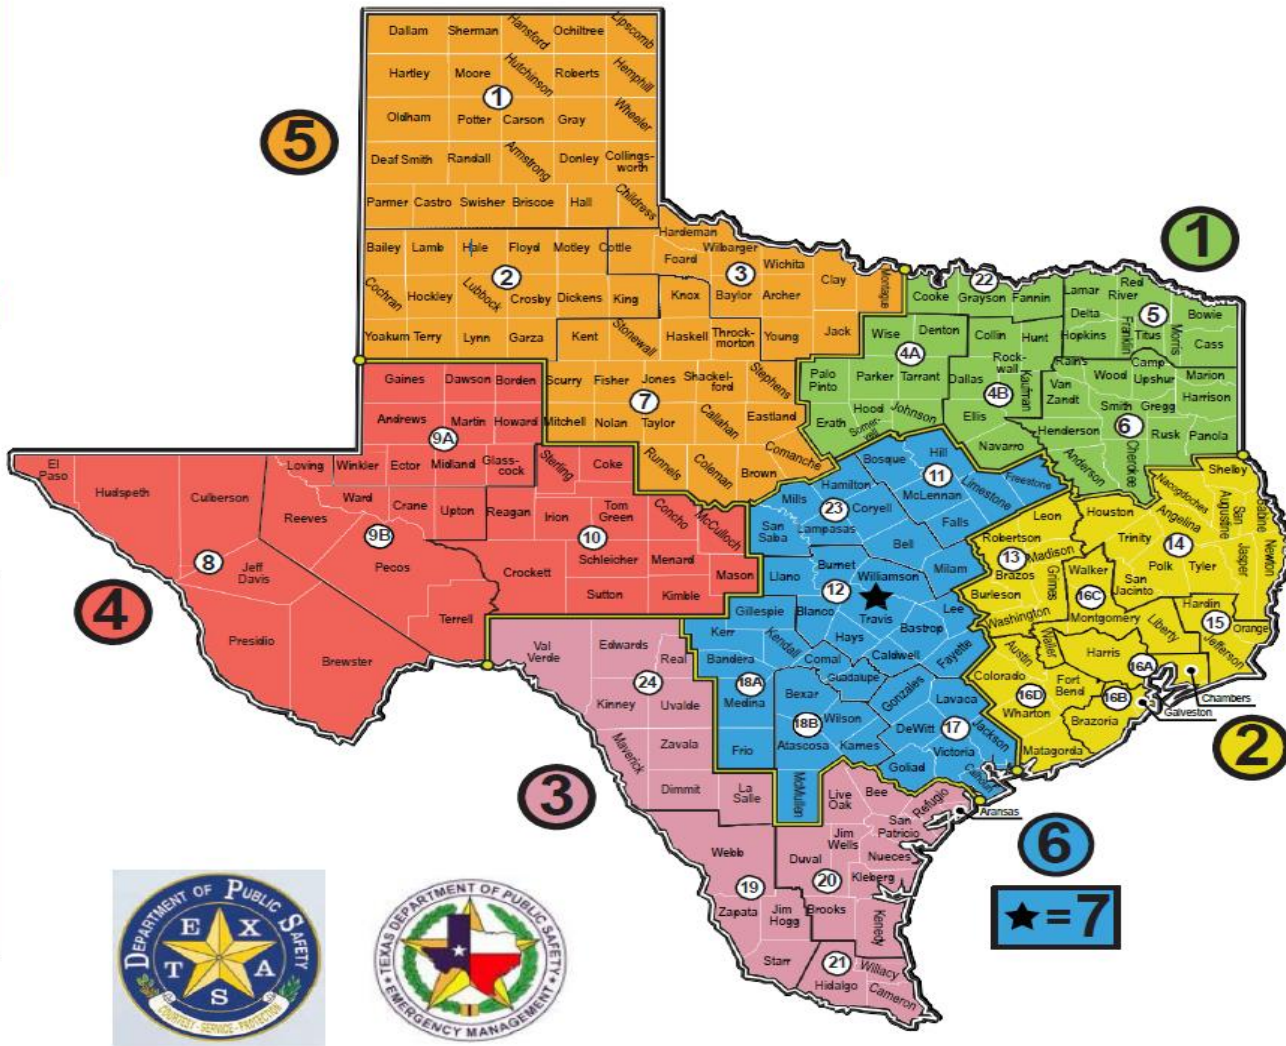 Dallam Sherman Hansford Ochiltree Lipscomb
Hartley Moore Hutchinson Roberts Hemphill
1
Oldham Potter Carson Gray Wheeler
5
Deaf Smith Randall Armstrong Donley Collings-
worth
Parmer Castro Swisher Briscoe Hall Childress
Bailey Lamb Hale Floyd Motley Cottle
2
Cochran Hockley Lubbock Crosby Dickens King
Yoakum Terry Lynn Garza
Hardeman
Foard Wilbarger Wichita
3
Clay Montague
Knox Baylor Archer
Kent Stonewall Haskell Throck-
morton Young Jack
Scurry Fisher Jones Shackel-
ford Stephens
7
Mitchell Nolan Taylor Callahan Eastland
Runnels Coleman Brown Comanche
1
22
Cooke Grayson Fannin Lamar Red
River
Delta
5
Bowie
Wise Denton Collin Hunt Hopkins Franklin Titus Morris Cass
4A
Palo
Pinto Parker Tarrant Dallas Rock-
wall Kaufman
4B
Rains Wood Camp Upshur Marion
Van
Zandt Smith Gregg Harrison
6
Erath Hood Somer-
vell Johnson Ellis Navarro
Henderson Anderson Cherokee Rusk Panola
Gaines Dawson Borden
Andrews Martin Howard
9A
Loving Winkler Ector Midland Glass-
cock
El
Paso Hudspeth Culberson
Reeves Ward Crane Upton
9B
Pecos
8
Jeff
Davis
4
Presidio Brewster Terrell
Sterling Coke
Reagan Irion Tom
Green Concho McCulloch
10
Crockett Schleicher Menard Mason
Sutton Kimble
Bosque Hill
11
Mills Hamilton McLennan Limestone Freestone
23
Coryell
San
Saba Lampasas Falls
Bell
Llano Burnet Williamson Milam
12
Blanco Travis Lee
Gillespie Hays Bastrop
Kerr Kendall Comal Caldwell Fayette
Bandera Guadalupe
18A
Medina Bexar Gonzales Lavaca
18B
Wilson DeWitt
17
Jackson
Frio Atascosa Karnes Victoria
Goliad Calhoun
McMullen
Shelby
Nacogdoches San
Augustine Sabine
Leon Houston Angelina
Robertson Trinity
14
Jasper Newton
13
Madison Polk Tyler
Brazos Grimes Walker San
Jacinto
Burleson
16C
Hardin
Washington Montgomery Liberty
15
Orange
Jefferson
Austin Waller Harris
16A
Chambers
Colorado Fort
Bend
16B
Galveston
16D
Wharton Brazoria
Matagorda
2
Val
Verde Edwards Real
24
Kinney Uvalde
Maverick Zavala
Dimmit La
Salle
3
Live
Oak Bee Refugio
Aransas
San
Patricio
Webb Duval Jim
Wells Nueces
19
20
Kleberg
Zapata Jim
Hogg Brooks Kenedy
Starr
21
Willacy
Hidalgo Cameron
6
= 7
DEPARTMENT OF PUBLIC SAFETY
T E X A S
COURTESY - SERVICE - PROTECTION
TEXAS DEPARTMENT OF PUBLIC SAFETY
EMERGENCY MANAGEMENT